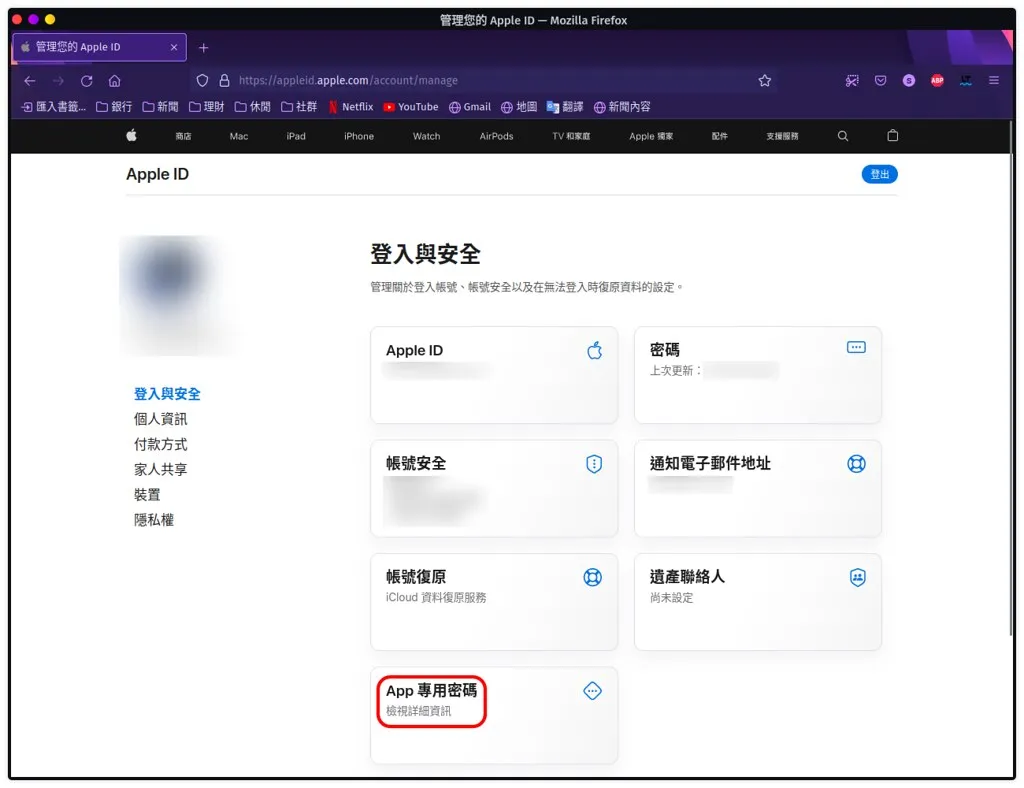 管理您的 Apple ID — Mozilla Firefox
管理您的 Apple ID
https://appleid.apple.com/account/manage
匯入書籤... 銀行 新聞 理財 休閒 社群 Netflix YouTube Gmail 地圖 翻譯 新聞內容
商店 Mac iPad iPhone Watch AirPods TV 和家庭 Apple 獨家 配件 支援服務
Apple ID
登出
登入與安全
管理關於登入帳號、帳號安全以及在無法登入時復原資料的設定。
Apple ID
密碼
上次更新：
登入與安全
個人資訊
付款方式
家人共享
裝置
隱私權
帳號安全
通知電子郵件地址
帳號復原
iCloud 資料復原服務
遺產聯絡人
尚未設定
App 專用密碼
檢視詳細資訊